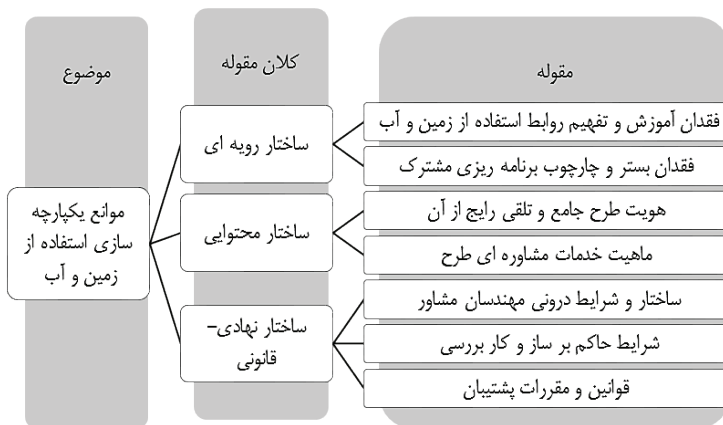 موضوع
کلان مقوله
مقوله
موانع یکپارچه
سازی استفاده از
زمین و آب
ساختار رویه ای
فقدان آموزش و تفهیم روابط استفاده از زمین و آب
فقدان بستر و چارچوب برنامه ریزی مشترک
ساختار محتوایی
هویت طرح جامع و تلقی رایج از آن
ماهیت خدمات مشاوره ای طرح
ساختار نهادی-
قانونی
ساختار و شرایط درونی مهندسان مشاور
شرایط حاکم بر ساز و کار بررسی
قوانین و مقررات پشتیبان